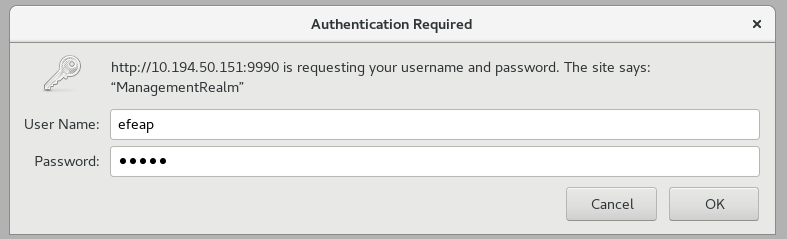 Authentication Required
http://10.194.50.151:9990 is requesting your username and password. The site says:
“ManagementRealm”
User Name: efeap
Password: •••••
Cancel OK